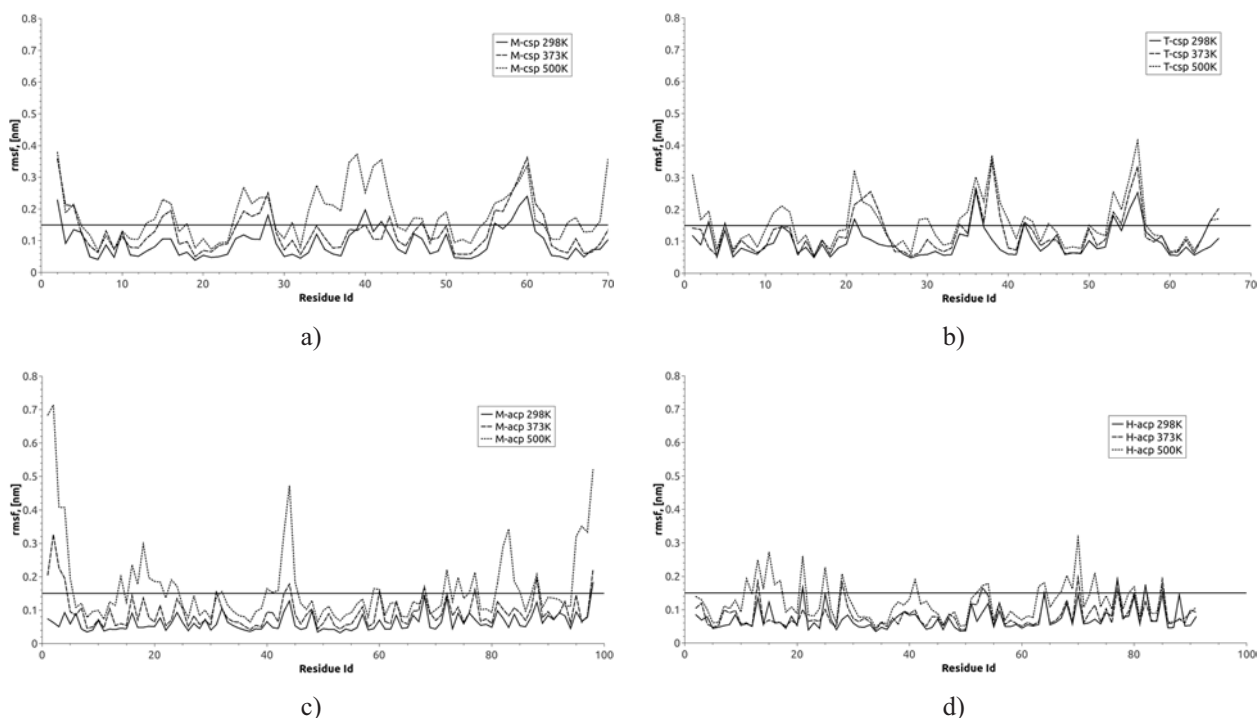 0.8
0.7
0.6
0.5
0.4
0.3
0.2
0.1
0
rmsf, [nm]
M-csp 298K
M-csp 373K
M-csp 500K
0 10 20 30 40 50 60 70
Residue Id
a)
0.8
0.7
0.6
0.5
0.4
0.3
0.2
0.1
0
rmsf, [nm]
T-csp 298K
T-csp 373K
T-csp 500K
0 10 20 30 40 50 60 70
Residue Id
b)
0.8
0.7
0.6
0.5
0.4
0.3
0.2
0.1
0
rmsf, [nm]
M-acp 298K
M-acp 373K
M-acp 500K
0 20 40 60 80 100
Residue Id
c)
0.8
0.7
0.6
0.5
0.4
0.3
0.2
0.1
0
rmsf, [nm]
H-acp 298K
H-acp 373K
H-acp 500K
0 20 40 60 80 100
Residue Id
d)